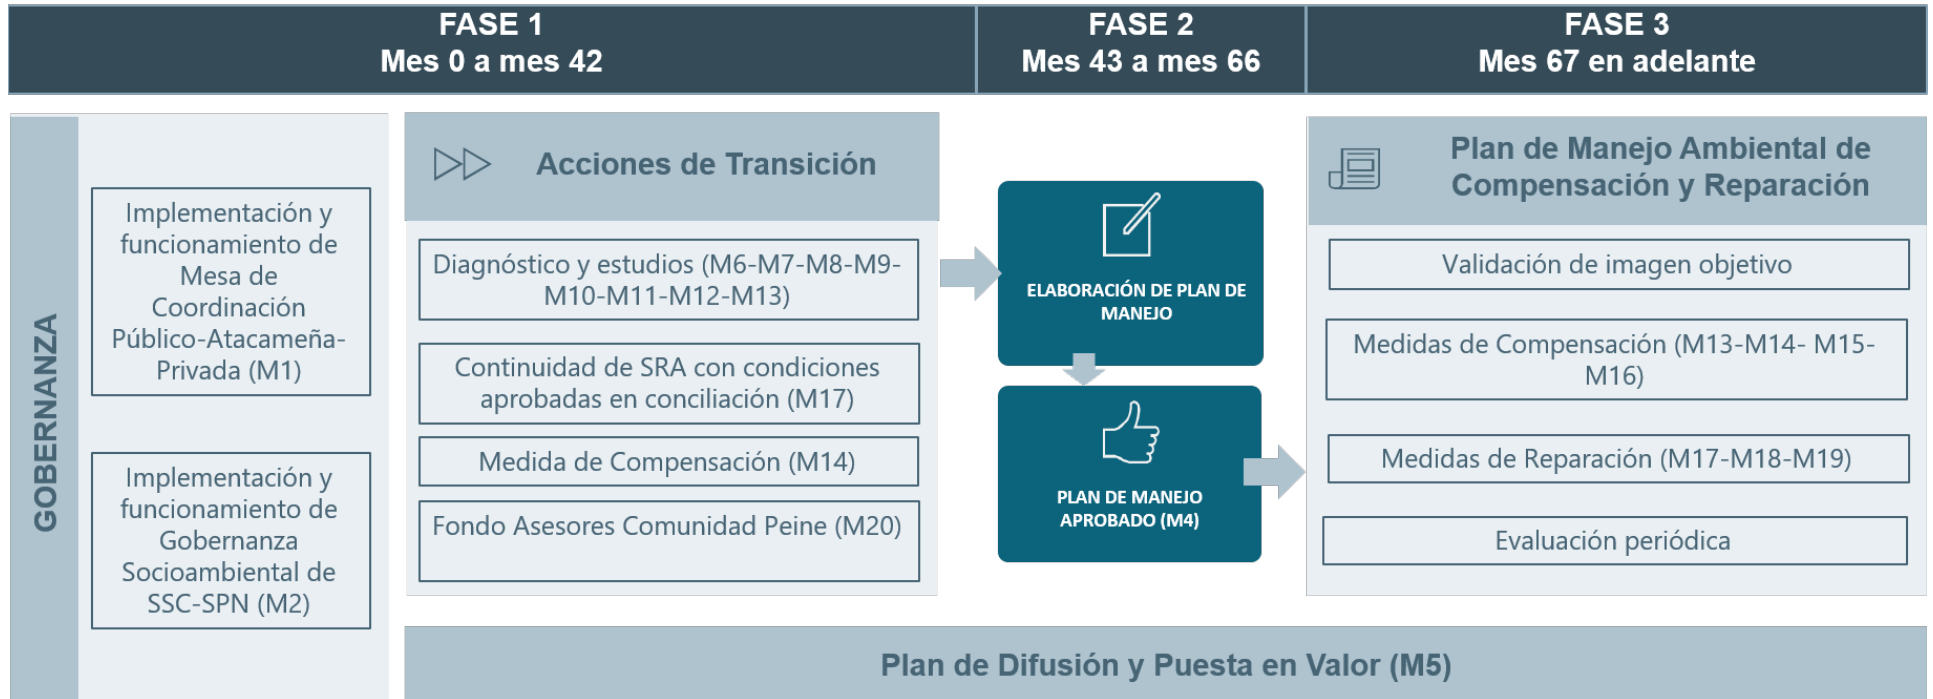 FASE 1
Mes 0 a mes 42
FASE 2
Mes 43 a mes 66
FASE 3
Mes 67 en adelante
GOBERNANZA
Implementación y
funcionamiento de
Mesa de
Coordinación
Público-Atacameña-
Privada (M1)
Implementación y
funcionamiento de
Gobernanza
Socioambiental de
SSC-SPN (M2)
Acciones de Transición
Diagnóstico y estudios (M6-M7-M8-M9-
M10-M11-M12-M13)
Continuidad de SRA con condiciones
aprobadas en conciliación (M17)
Medida de Compensación (M14)
Fondo Asesores Comunidad Peine (M20)
ELABORACIÓN DE PLAN DE
MANEJO
PLAN DE MANEJO
APROBADO (M4)
Plan de Manejo Ambiental de
Compensación y Reparación
Validación de imagen objetivo
Medidas de Compensación (M13-M14- M15-
M16)
Medidas de Reparación (M17-M18-M19)
Evaluación periódica
Plan de Difusión y Puesta en Valor (M5)